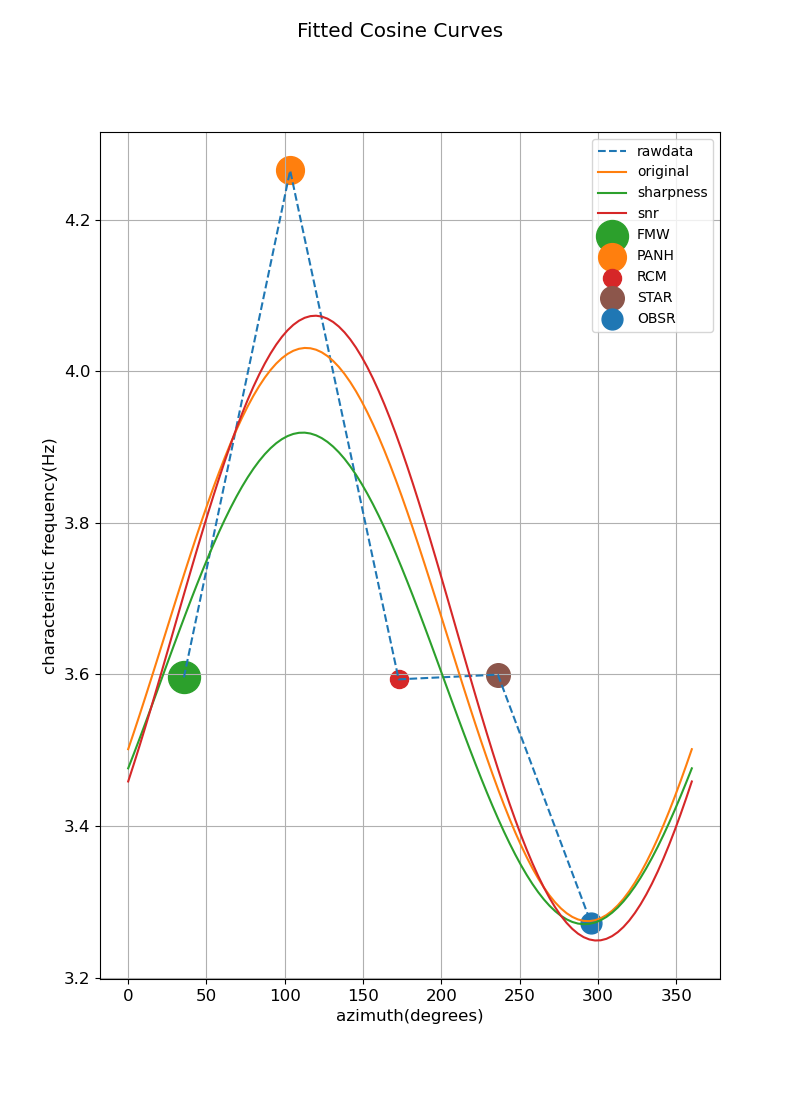 Fitted Cosine Curves
rawdata
original
sharpness
snr
FMW
PANH
RCM
STAR
OBSR
characteristic frequency(Hz)
4.2
4.0
3.8
3.6
3.4
3.2
0 50 100 150 200 250 300 350
azimuth(degrees)